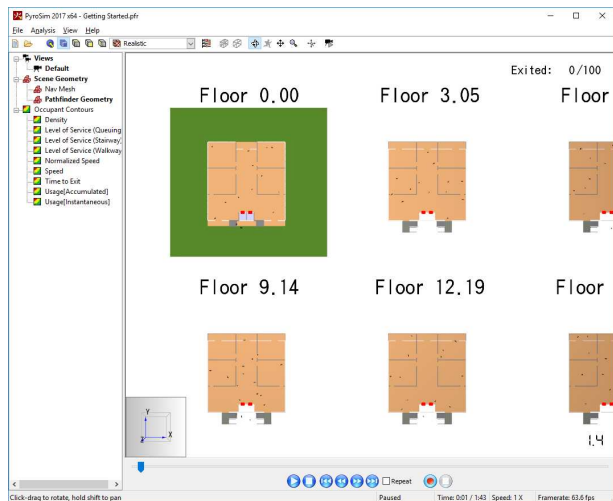 PyroSim 2017 x64 - Getting Started.pfr
File Analysis View Help
Realistic
Views
Default
Scene Geometry
Nav Mesh
Pathfinder Geometry
Occupant Contours
Density
Level of Service (Queuing
Level of Service (Stairway)
Level of Service (Walkway
Normalized Speed
Speed
Time to Exit
Usage[Accumulated]
Usage[Instantaneous]
Exited: 0/100
Floor 0.00 Floor 3.05 Floor
Floor 9.14 Floor 12.19 Floor
Y
Z X
1.4
Repeat
Click-drag to rotate, hold shift to pan
Paused Time: 0:01 / 1:43 Speed: 1 X Framerate: 63.6 fps